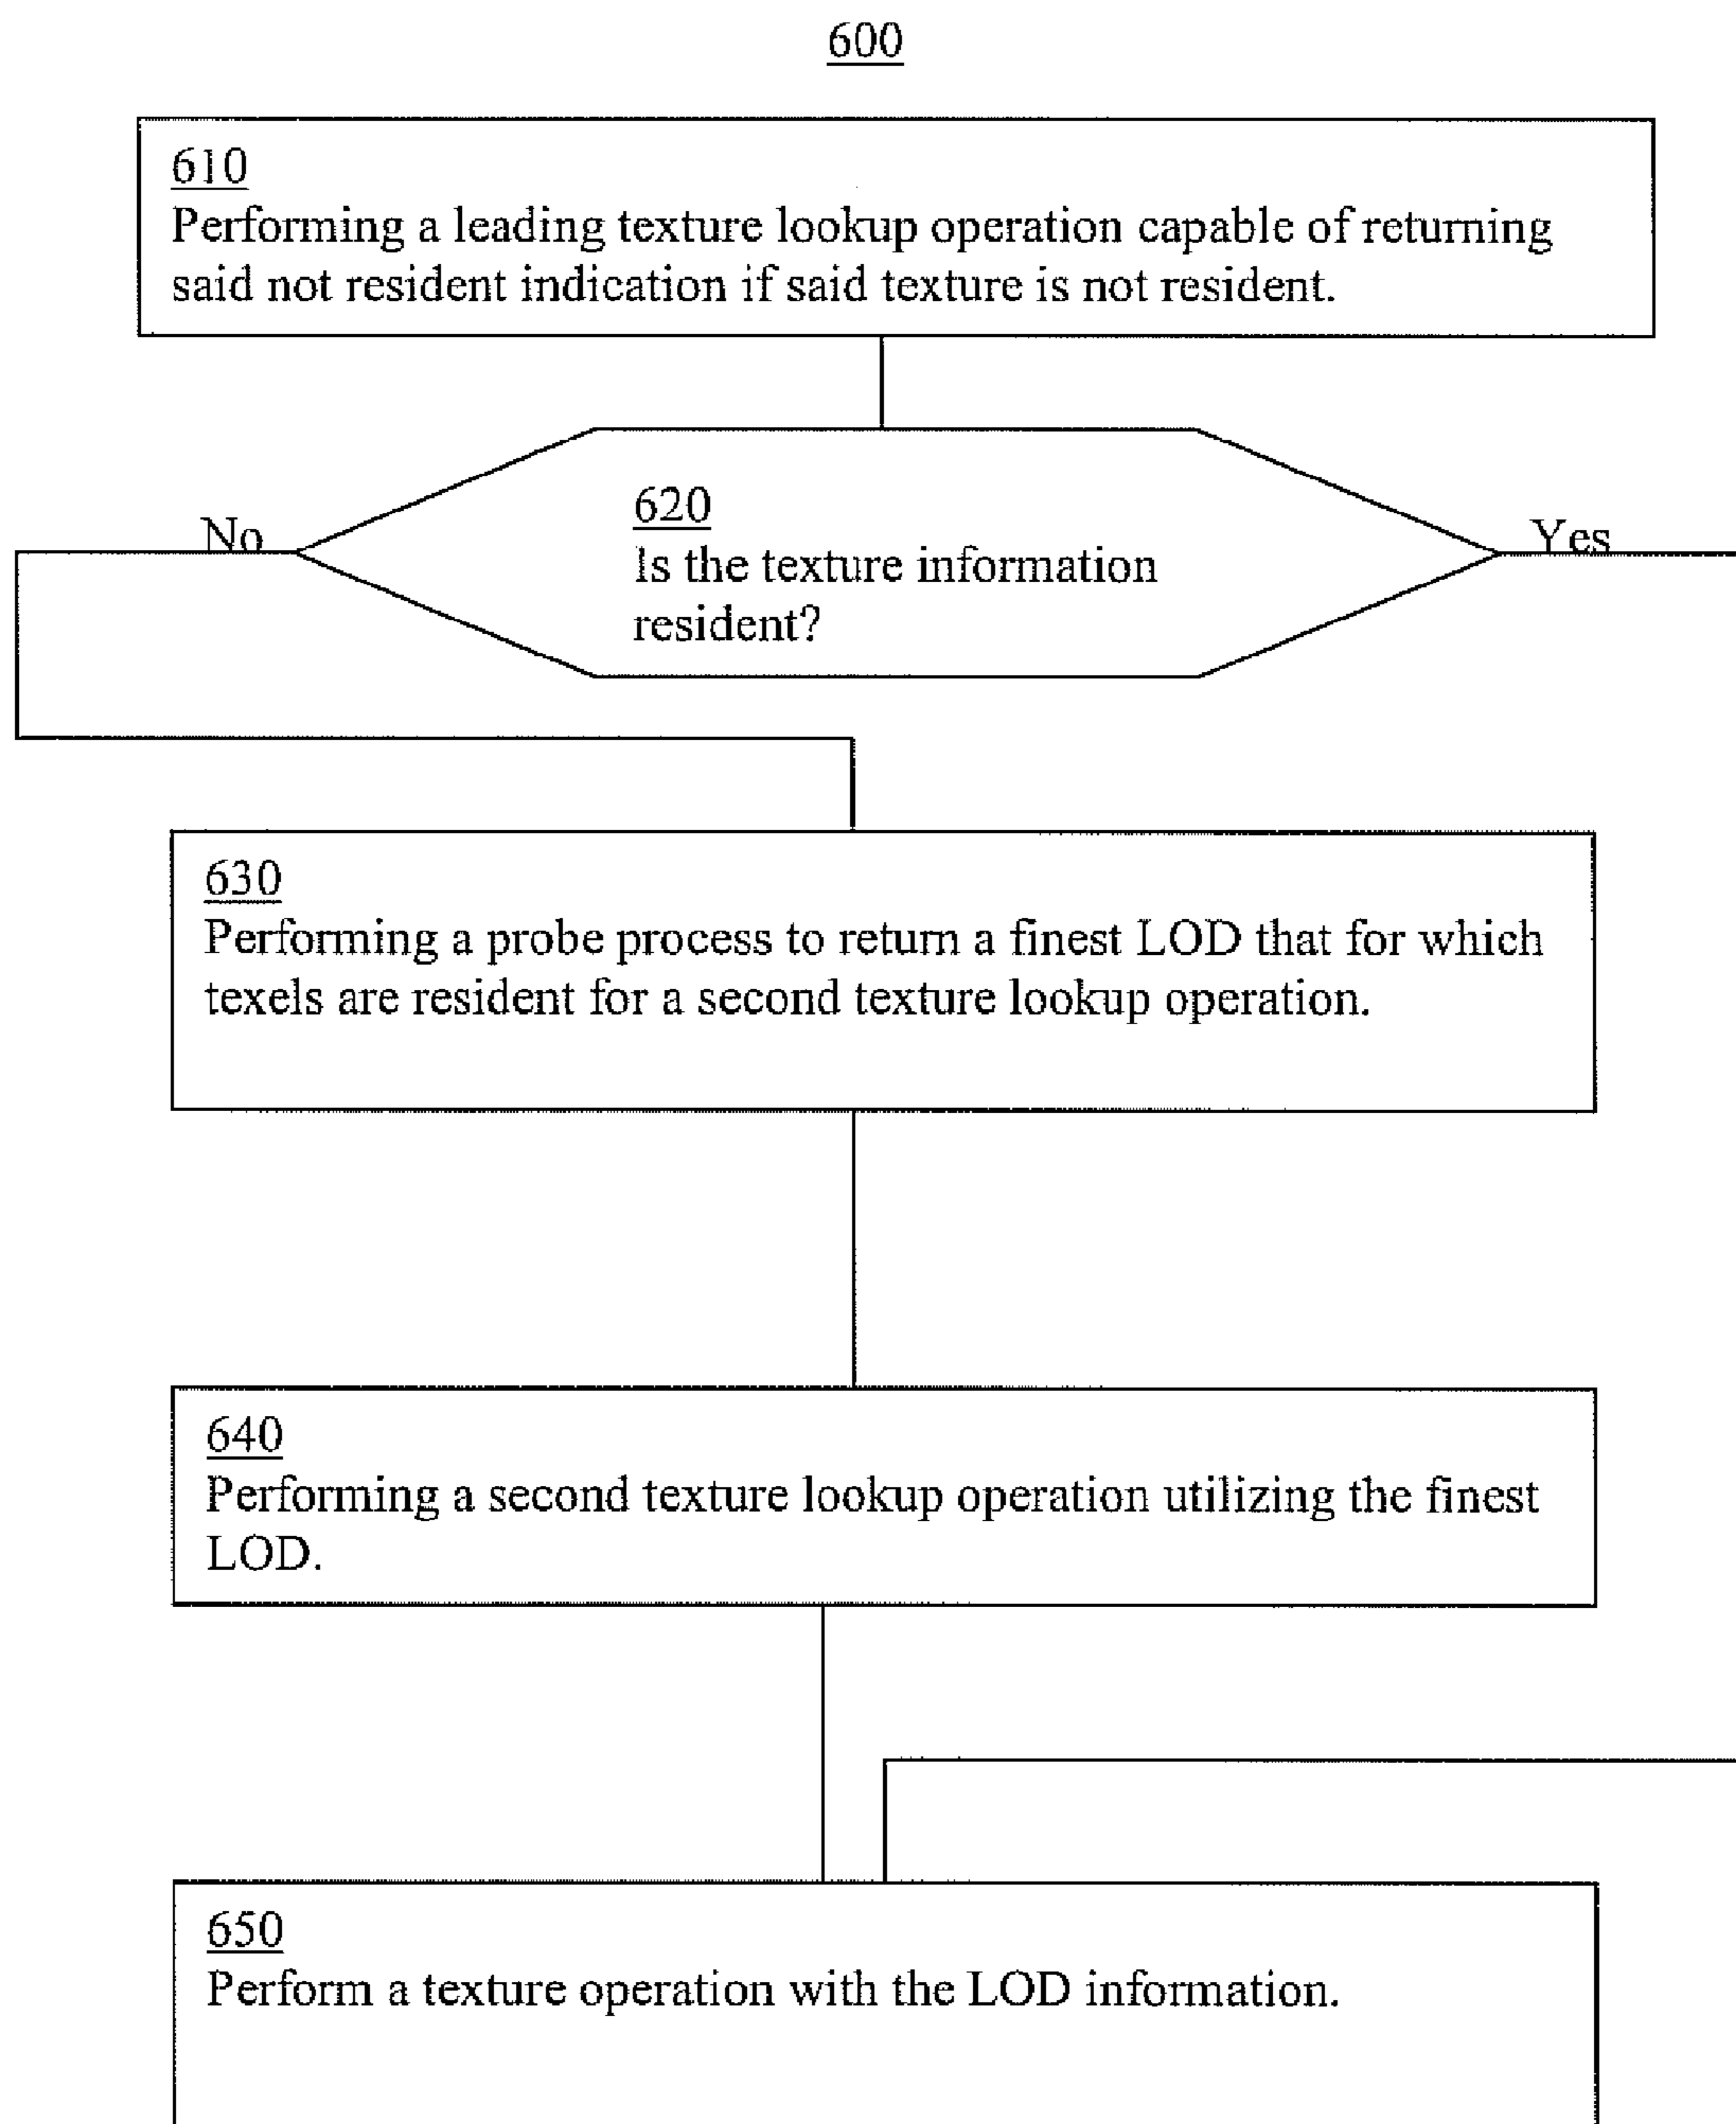 600
610
Performing a leading texture lookup operation capable of returning
said not resident indication if said texture is not resident.
No
620
Is the texture information
resident?
Yes
630
Performing a probe process to return a finest LOD that for which
texels are resident for a second texture lookup operation.
640
Performing a second texture lookup operation utilizing the finest
LOD.
650
Perform a texture operation with the LOD information.